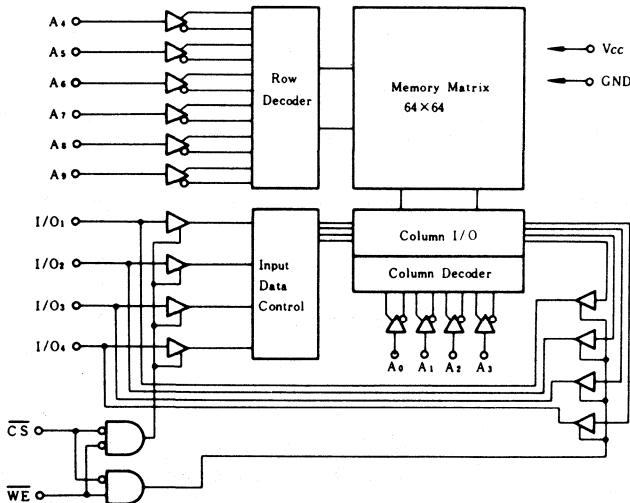 A4
A5
A6
A7
A8
A9
Row
Decoder
Memory Matrix
64×64
Vcc
GND
I/O1
I/O2
I/O3
I/O4
Input
Data
Control
Column I/O
Column Decoder
A0
A1
A2
A3
CS
WE